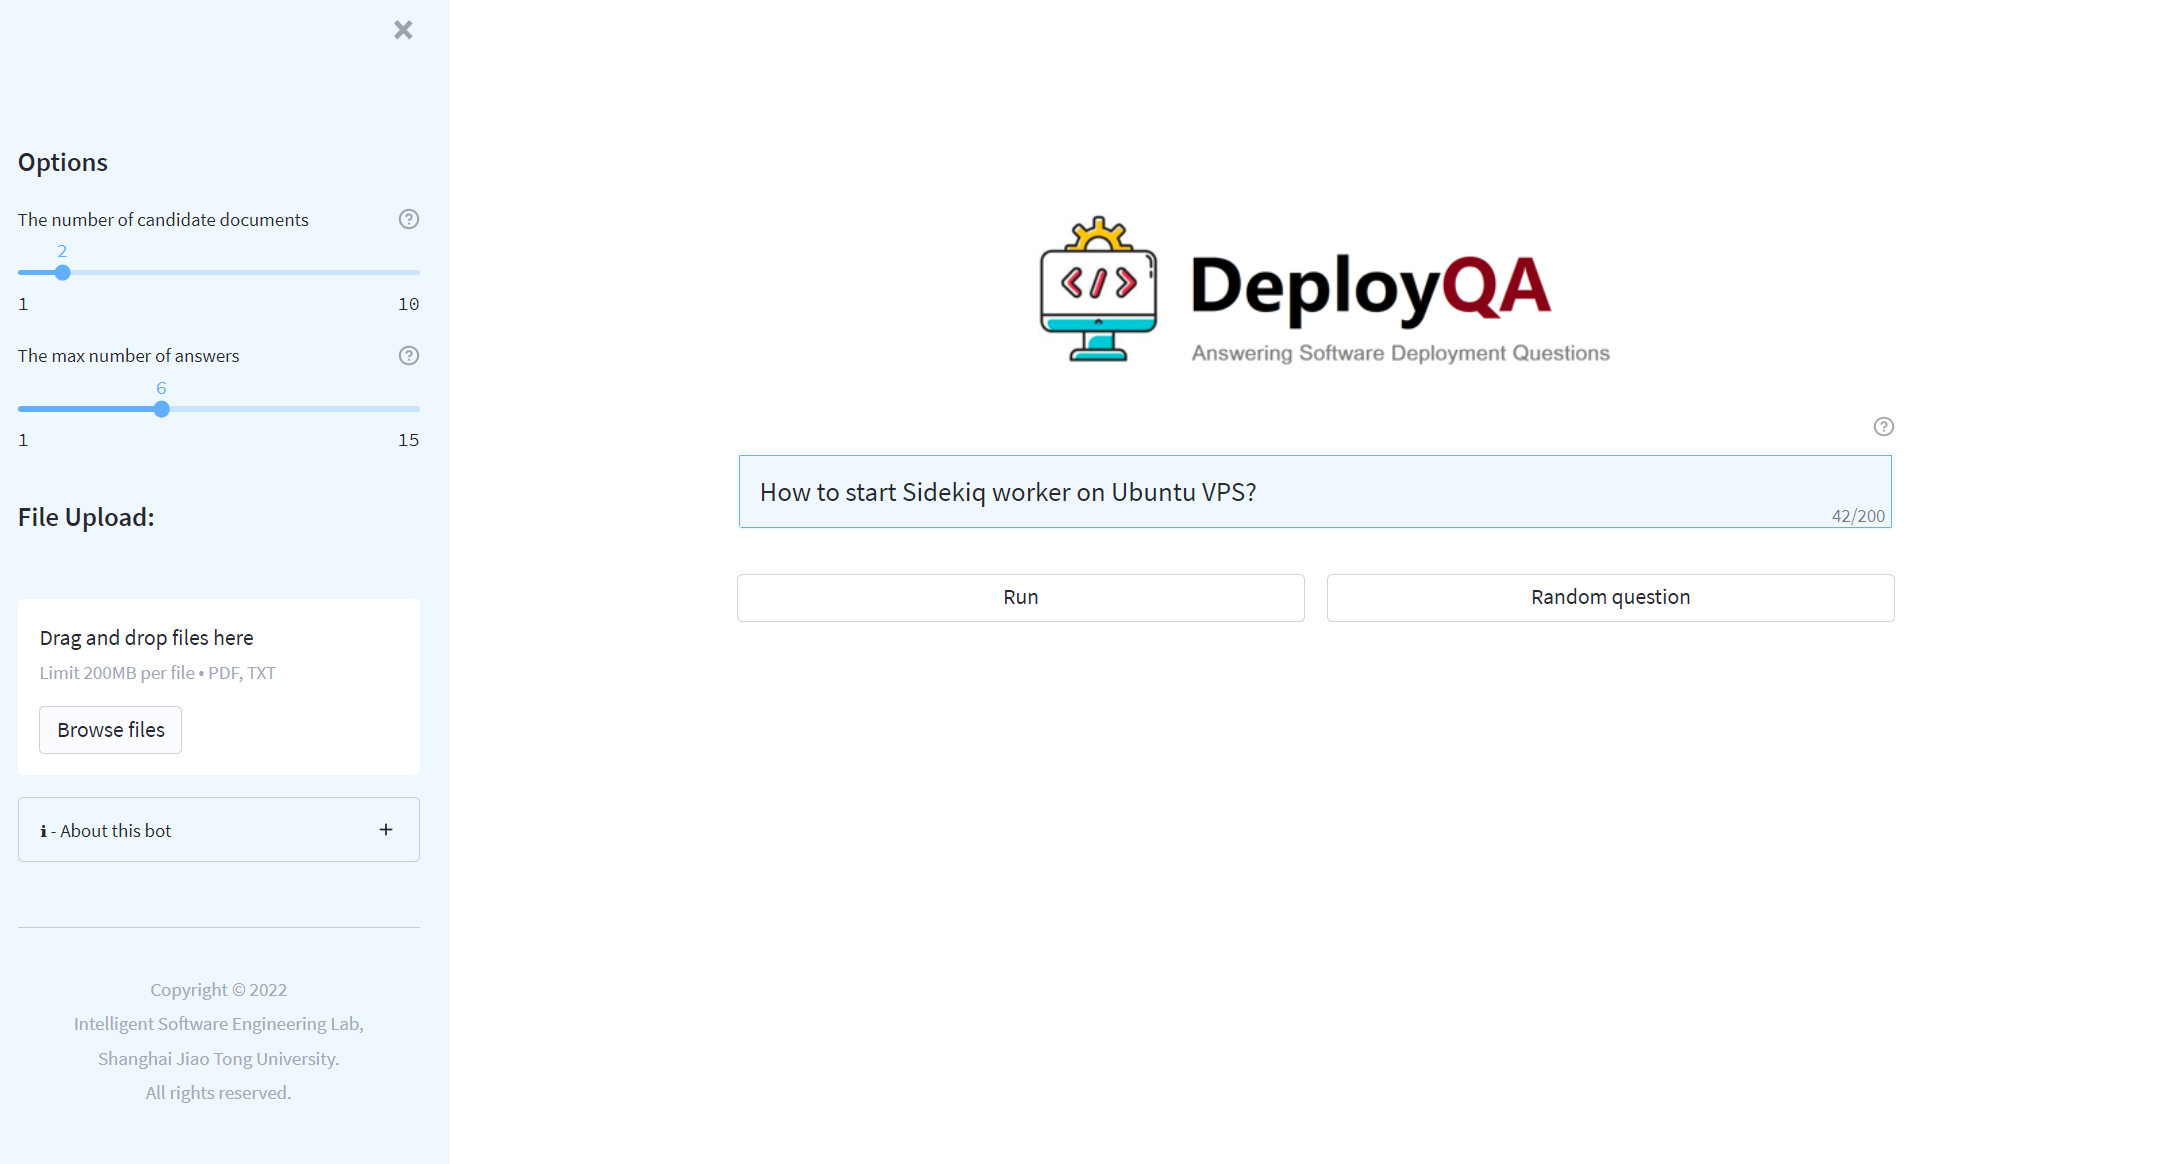 Options
The number of candidate documents
2
1 10
The max number of answers
6
1 15
File Upload:
Drag and drop files here
Limit 200MB per file • PDF, TXT
Browse files
ℹ - About this bot
Copyright © 2022
Intelligent Software Engineering Lab,
Shanghai Jiao Tong University.
All rights reserved.
</>
DeployQA
Answering Software Deployment Questions
How to start Sidekiq worker on Ubuntu VPS?
42/200
Run
Random question